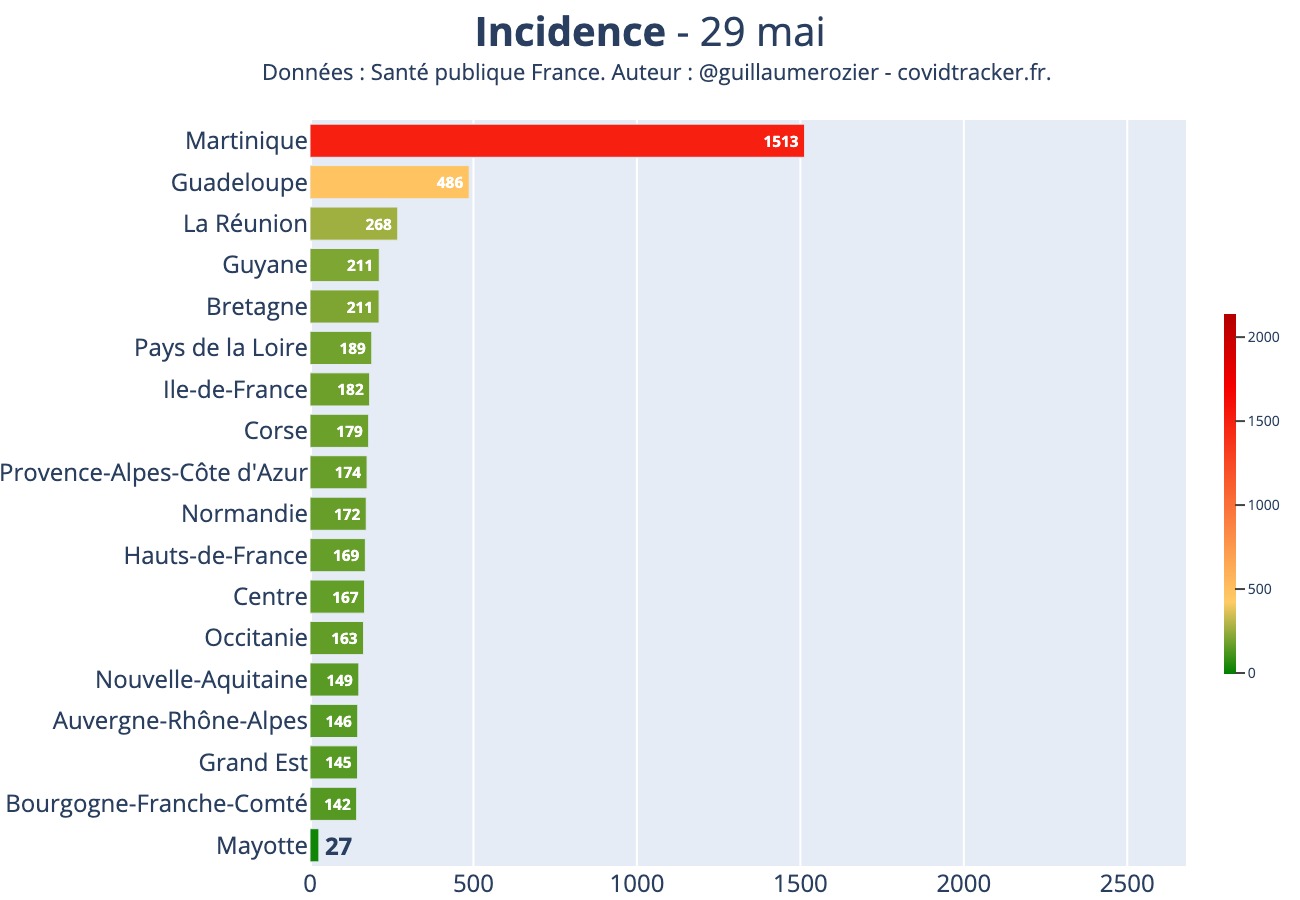 Incidence - 29 mai
Données : Santé publique France. Auteur : @guillaumerozier - covidtracker.fr.
Martinique 1513
Guadeloupe 486
La Réunion 268
Guyane 211
Bretagne 211
Pays de la Loire 189
Ile-de-France 182
Corse 179
Provence-Alpes-Côte d'Azur 174
Normandie 172
Hauts-de-France 169
Centre 167
Occitanie 163
Nouvelle-Aquitaine 149
Auvergne-Rhône-Alpes 146
Grand Est 145
Bourgogne-Franche-Comté 142
Mayotte 27
0 500 1000 1500 2000 2500
2000
1500
1000
500
0